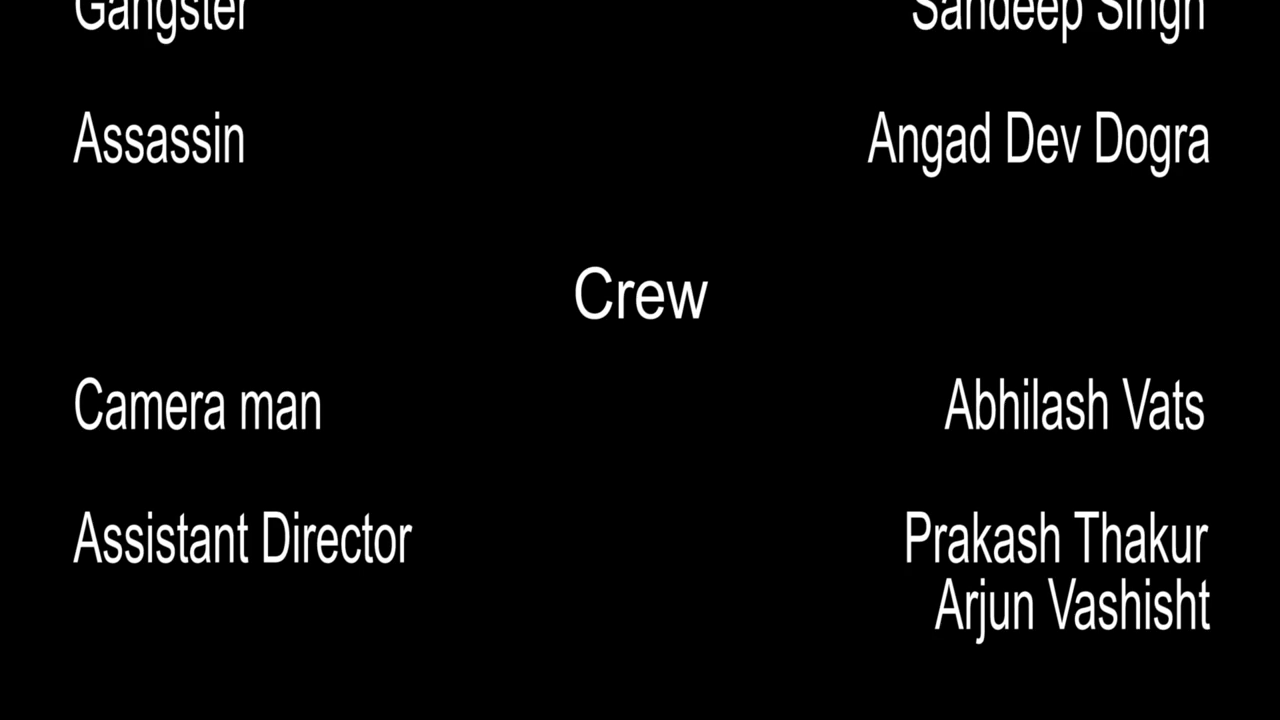 Gangster Sandeep Singh
Assassin Angad Dev Dogra
Crew
Camera man Abhilash Vats
Assistant Director Prakash Thakur
Arjun Vashisht